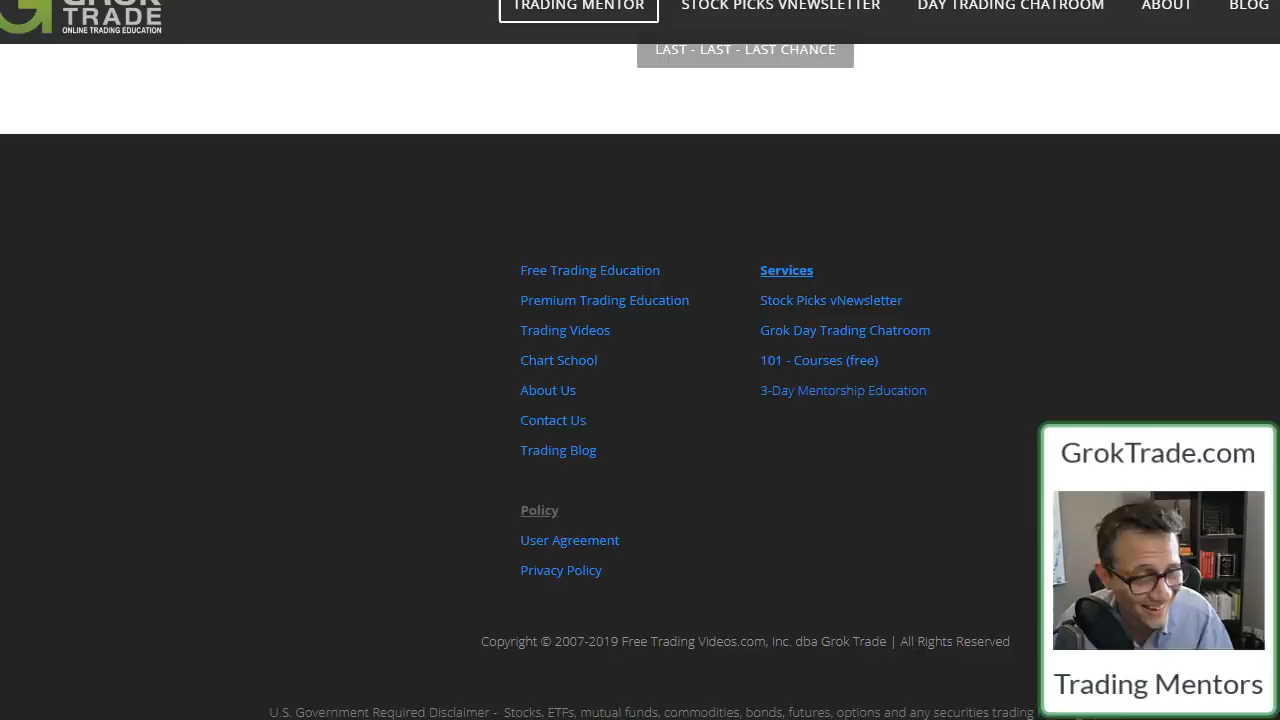 GROK
TRADE
ONLINE TRADING EDUCATION
TRADING MENTOR
STOCK PICKS VNEWSLETTER
DAY TRADING CHATROOM
ABOUT
BLOG
LAST - LAST - LAST CHANCE
Free Trading Education
Premium Trading Education
Trading Videos
Chart School
About Us
Contact Us
Trading Blog
Policy
User Agreement
Privacy Policy
Services
Stock Picks vNewsletter
Grok Day Trading Chatroom
101 - Courses (free)
3-Day Mentorship Education
GrokTrade.com
Trading Mentors
Copyright © 2007-2019 Free Trading Videos.com, inc. dba Grok Trade | All Rights Reserved
U.S. Government Required Disclaimer - Stocks, ETFs, mutual funds, commodities, bonds, futures, options and any securities trading